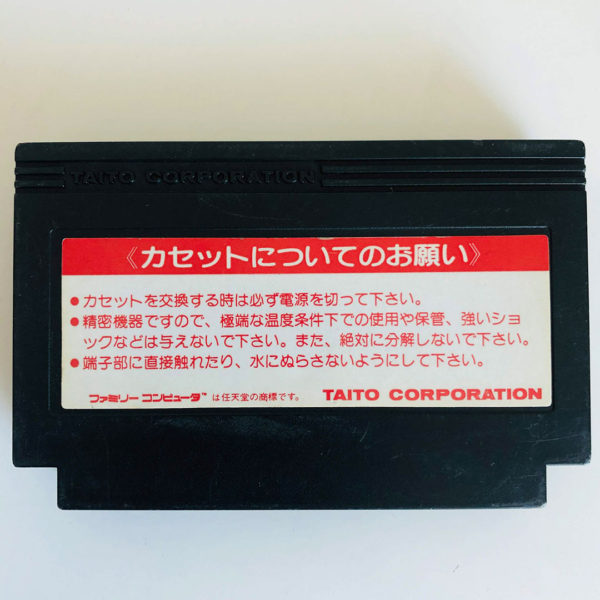 TAITO CORPORATION
《カセットについてのお願い》
●カセットを交換する時は必ず電源を切って下さい。
●精密機器ですので、極端な温度条件下での使用や保管、強いショ
ックなどは与えないで下さい。また、絶対に分解しないで下さい。
●端子部に直接触れたり、水にぬらさないようにして下さい。
ファミリーコンピュータ™は任天堂の商標です。 TAITO CORPORATION